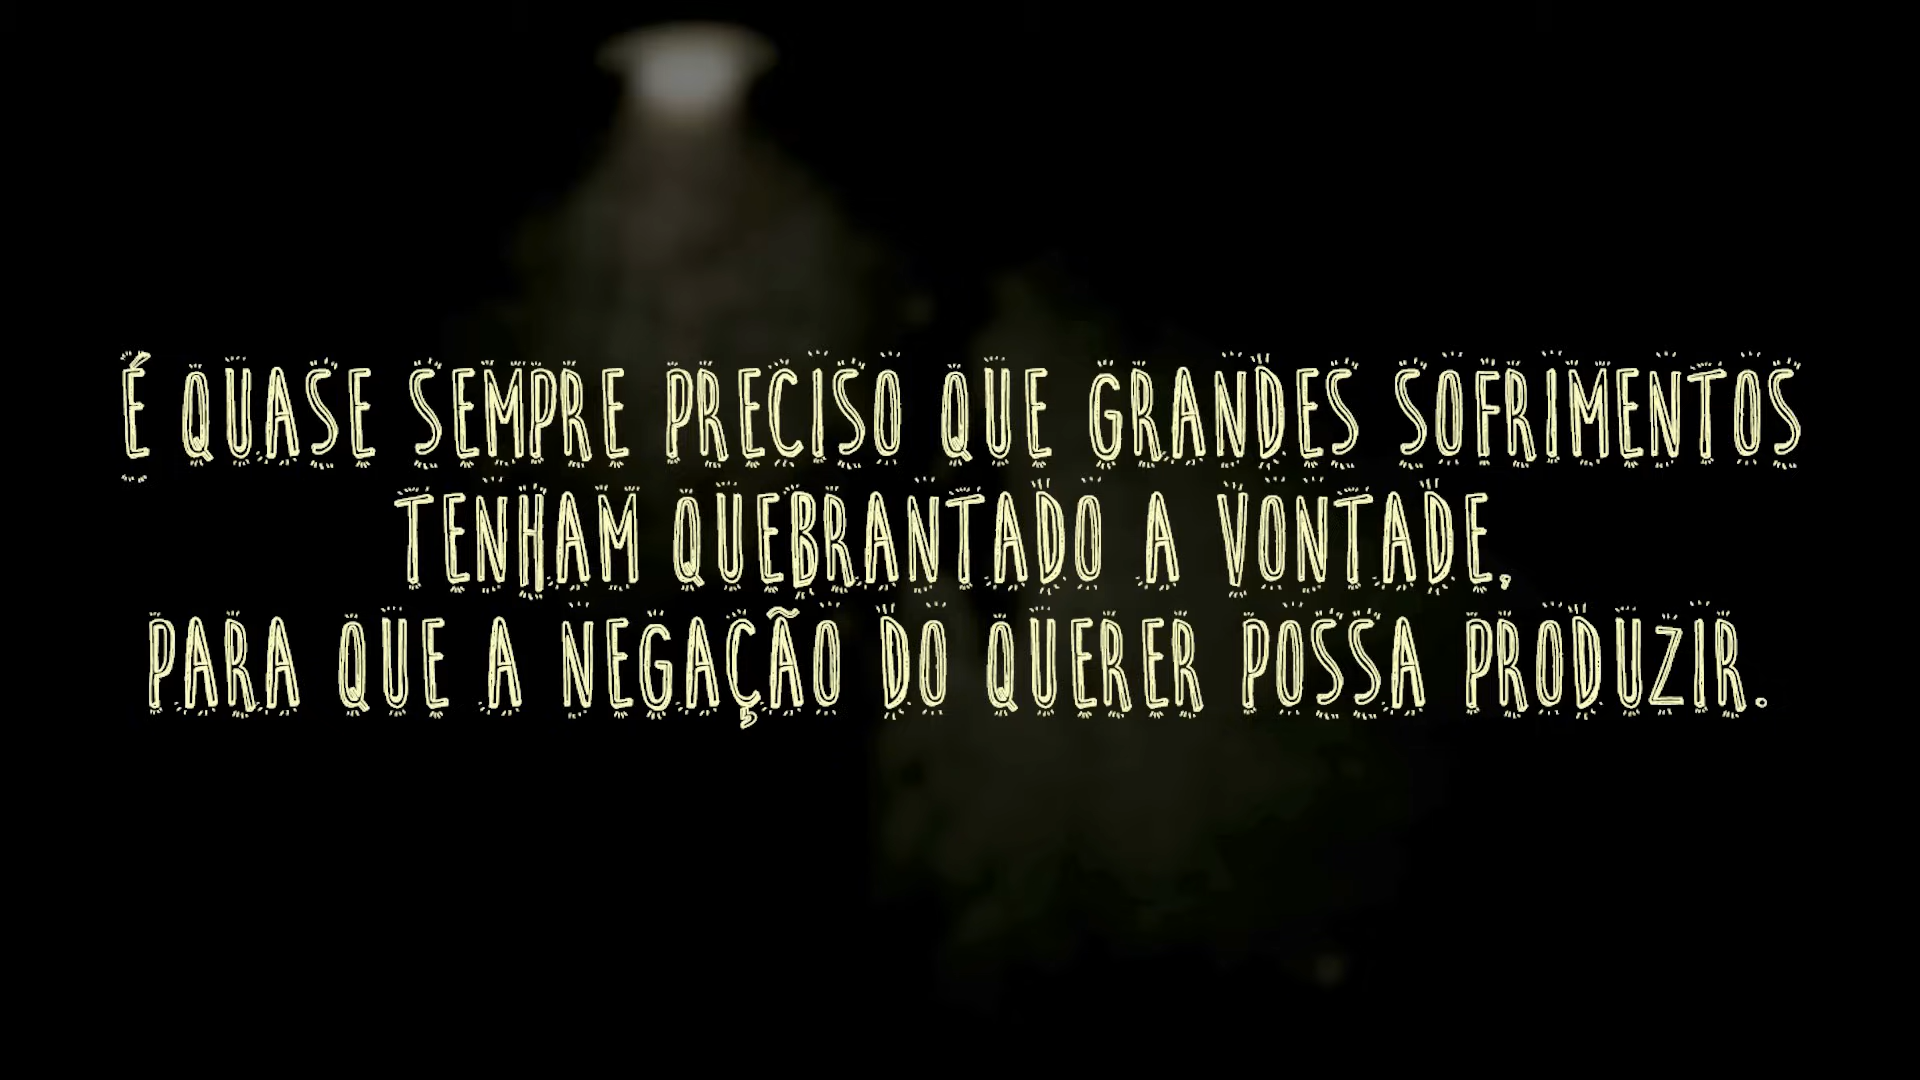 É QUASE SEMPRE PRECISO QUE GRANDES SOFRIMENTOS
TENHAM QUEBRANTADO A VONTADE,
PARA QUE A NEGAÇÃO DO QUERER POSSA PRODUZIR.